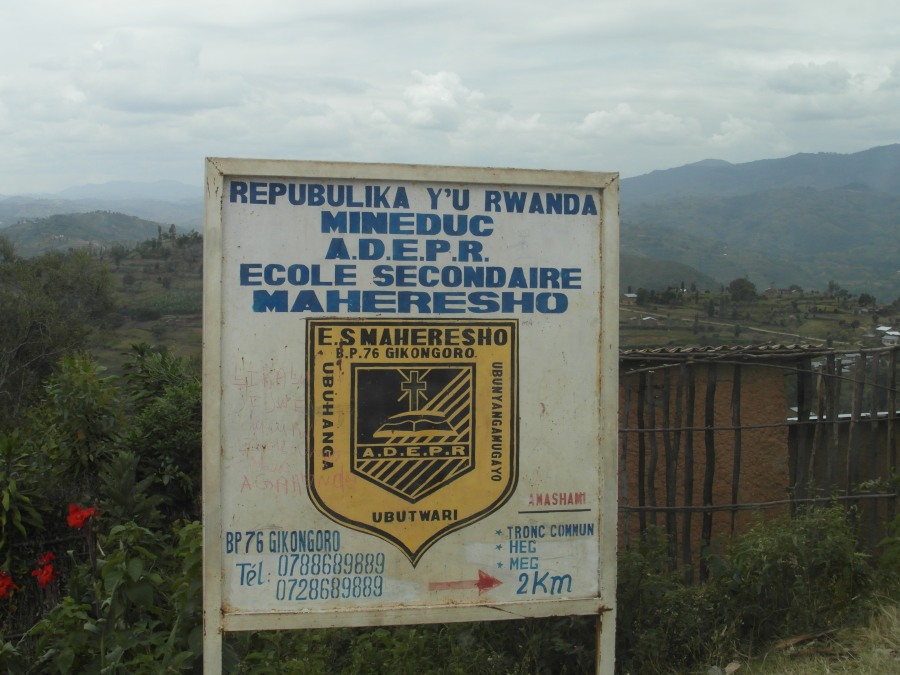 REPUBULIKA Y'U RWANDA
MINEDUC
A.D.E.P.R.
ECOLE SECONDAIRE
MAHERESHO
E.S MAHERESHO
B.P.76 GIKONGORO
UBUHANGA
UBUNYANGAMUGAYO
A.D.E.P.R
UBUTWARI
AMASHAMI
* TRONC COMMUN
* HEG
* MEG
BP 76 GIKONGORO
Tél: 0788689889
0728689889
2Km